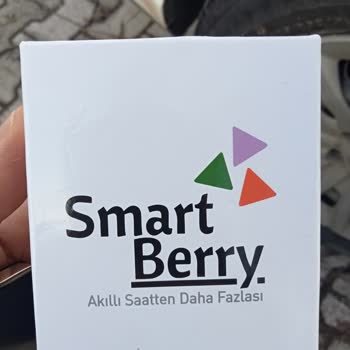 Smart
Berry.
Akıllı Saatten Daha Fazlası